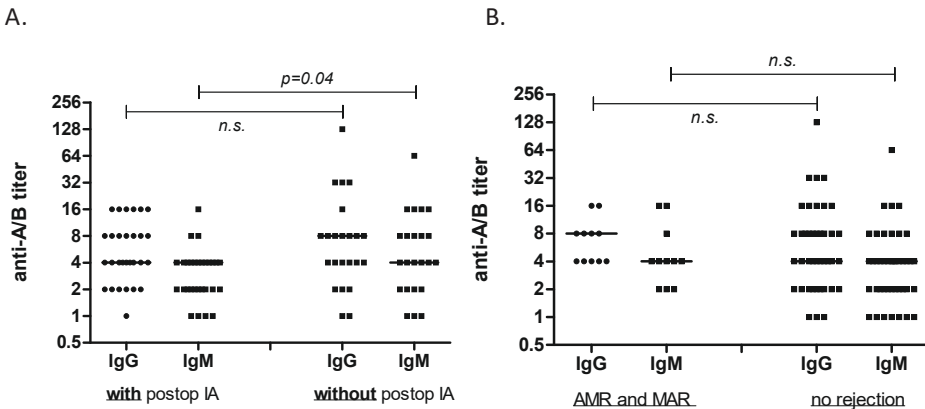 A.
p=0.04
n.s.
256
128
64
32
16
8
4
2
1
0.5
anti-A/B titer
IgG
IgM
IgG
IgM
with postop IA
without postop IA
B.
n.s.
n.s.
256
128
64
32
16
8
4
2
1
0.5
anti-A/B titer
IgG
IgM
IgG
IgM
AMR and MAR
no rejection